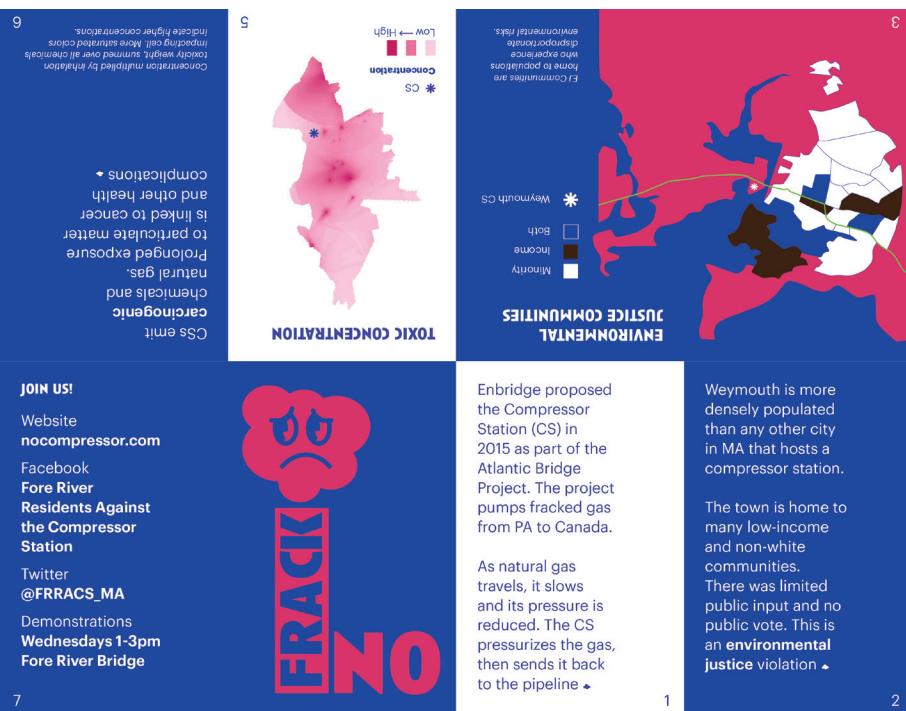 CSs emit
carcinogenic
chemicals and
natural gas.
Prolonged exposure
to particulate matter
is linked to cancer
and other health
complications
Concentration multiplied by inhalation
toxicity weight, summed over all chemicals
impacting cell. More saturated colors
indicate higher concentrations.
6
TOXIC CONCENTRATION
CS
Concentration
Low → High
5
ENVIRONMENTAL
JUSTICE COMMUNITIES
Minority
Income
Both
Weymouth CS
EJ Communities are
home to populations
who experience
disproportionate
environmental risks.
3
JOIN US!
Website
nocompressor.com
Facebook
Fore River
Residents Against
the Compressor
Station
Twitter
@FRRACS_MA
Demonstrations
Wednesdays 1-3pm
Fore River Bridge
7
FRACK
NO
Enbridge proposed
the Compressor
Station (CS) in
2015 as part of the
Atlantic Bridge
Project. The project
pumps fracked gas
from PA to Canada.
As natural gas
travels, it slows
and its pressure is
reduced. The CS
pressurizes the gas,
then sends it back
to the pipeline
1
Weymouth is more
densely populated
than any other city
in MA that hosts a
compressor station.
The town is home to
many low-income
and non-white
communities.
There was limited
public input and no
public vote. This is
an environmental
justice violation
2